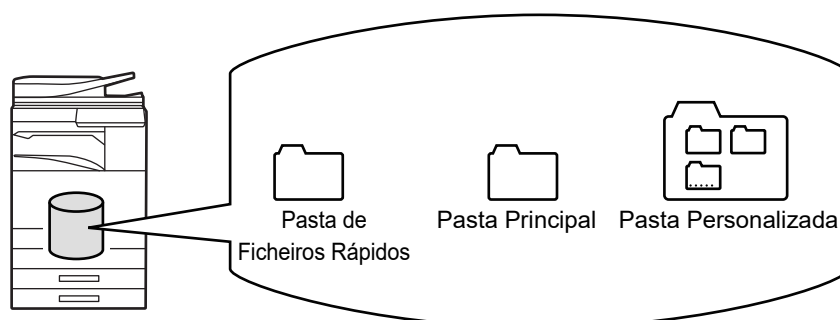 Pasta de
Ficheiros Rápidos
Pasta Principal
Pasta Personalizada